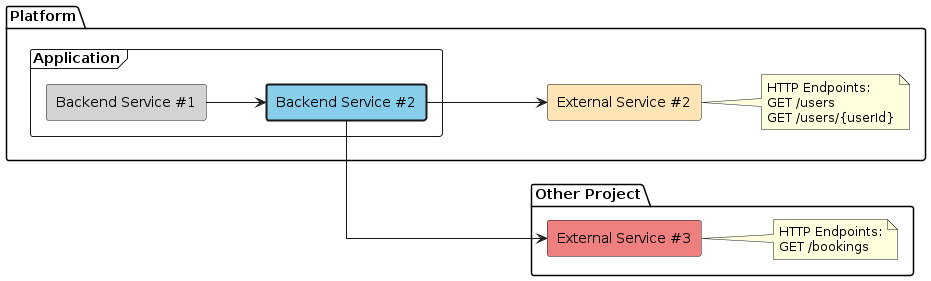 Platform
Application
Backend Service #1
Backend Service #2
External Service #2
HTTP Endpoints:
GET /users
GET /users/{userId}
Other Project
External Service #3
HTTP Endpoints:
GET /bookings